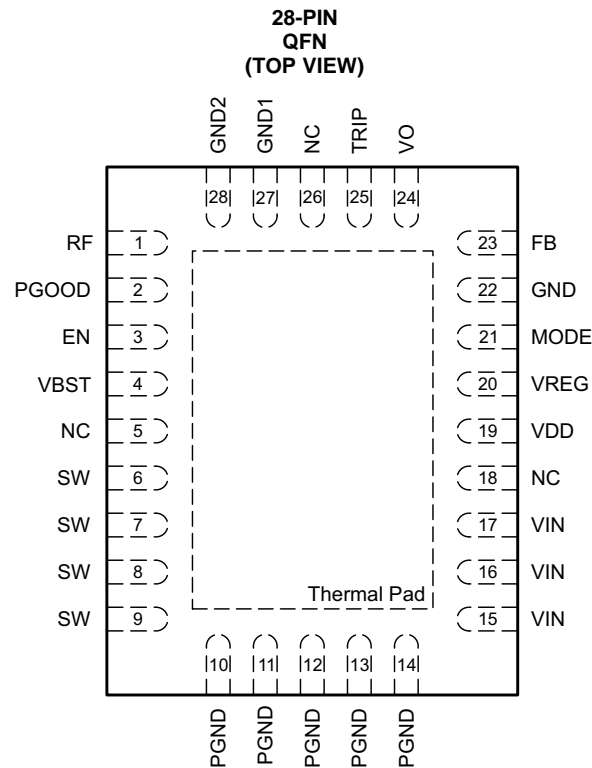 28-PIN
QFN
(TOP VIEW)
GND2
GND1
NC
TRIP
VO
28
27
26
25
24
RF 1
PGOOD 2
EN 3
VBST 4
NC 5
SW 6
SW 7
SW 8
SW 9
23 FB
22 GND
21 MODE
20 VREG
19 VDD
18 NC
17 VIN
16 VIN
15 VIN
Thermal Pad
10
11
12
13
14
PGND
PGND
PGND
PGND
PGND